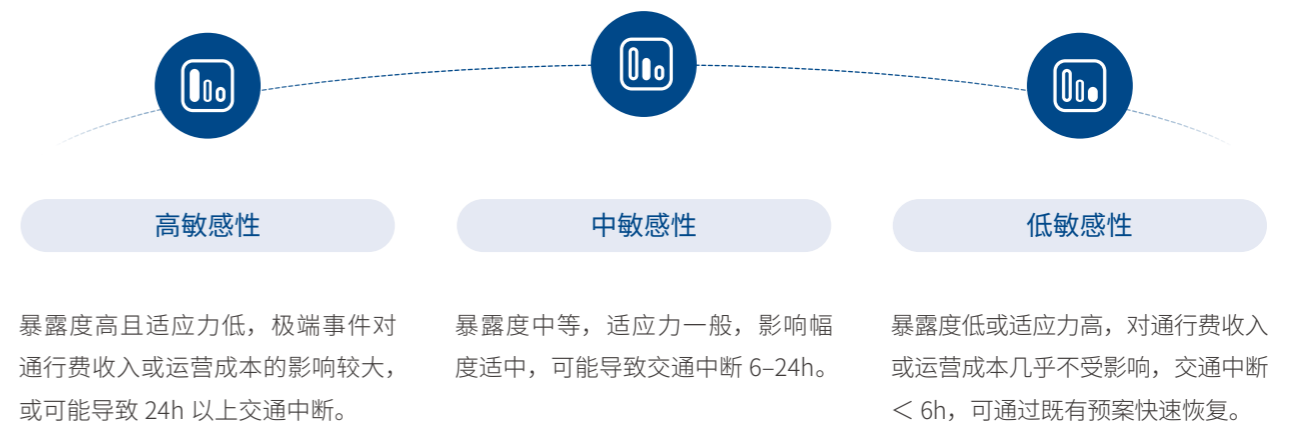 高敏感性
暴露度高且适应力低，极端事件对
通行费收入或运营成本的影响较大，
或可能导致 24h 以上交通中断。
中敏感性
暴露度中等，适应力一般，影响幅
度适中，可能导致交通中断 6–24h。
低敏感性
暴露度低或适应力高，对通行费收入
或运营成本几乎不受影响，交通中断
＜ 6h，可通过既有预案快速恢复。